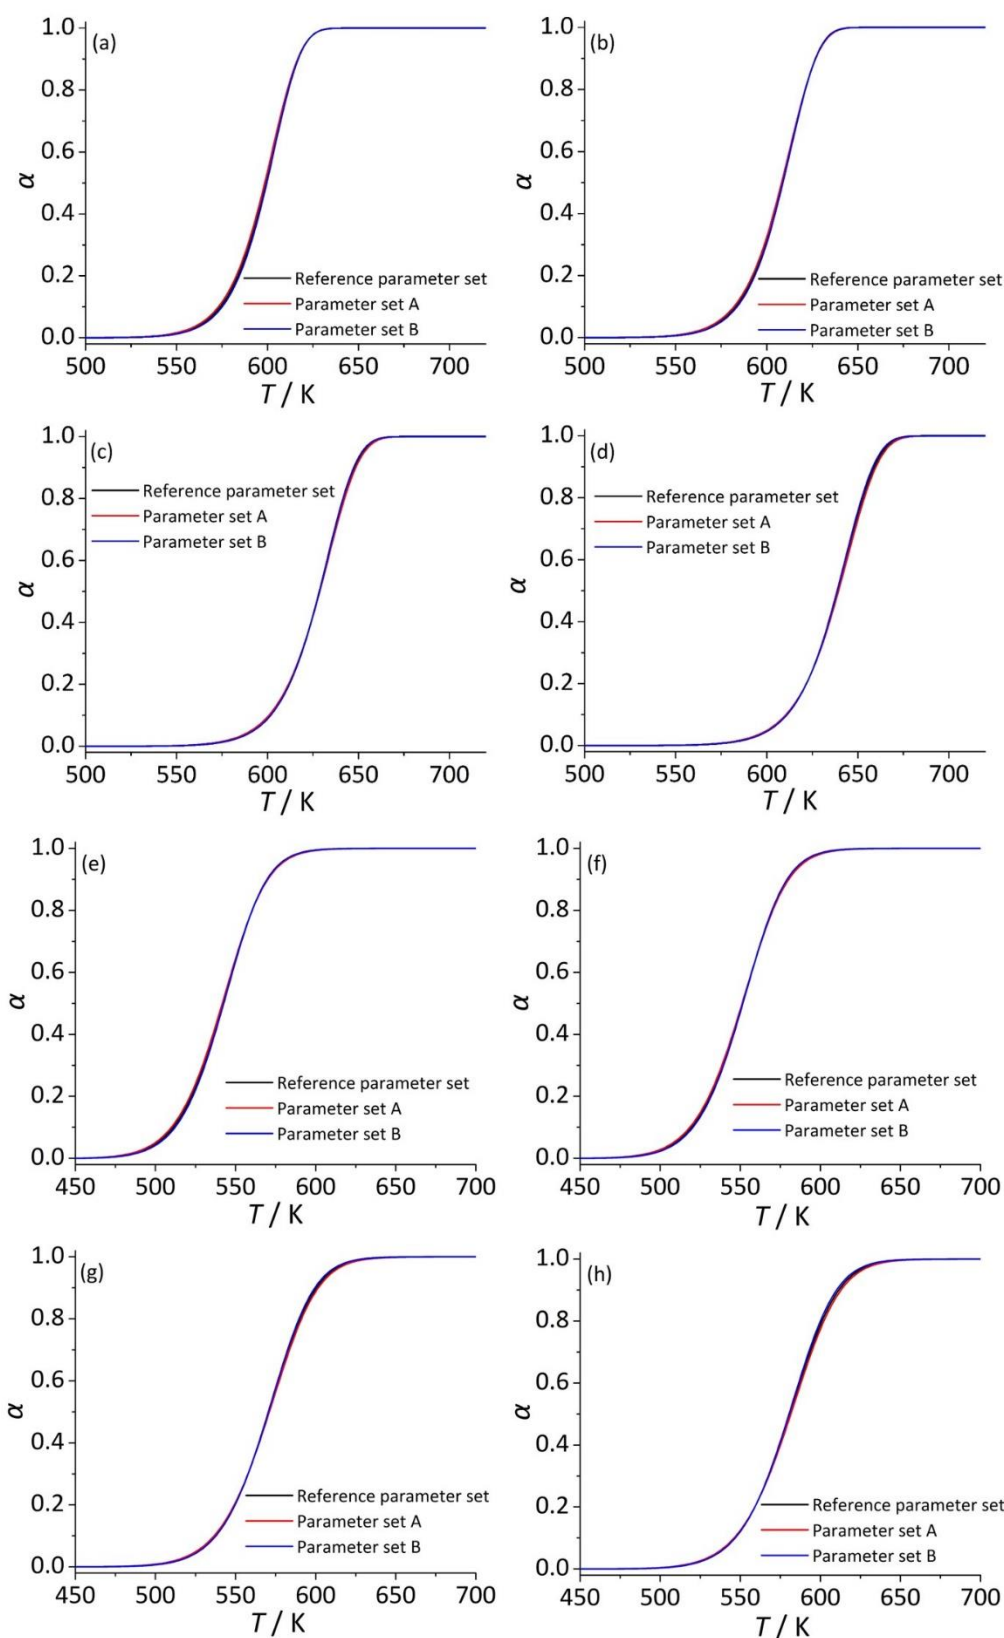 (a)
1.0
0.8
0.6
0.4
0.2
0.0
α
Reference parameter set
Parameter set A
Parameter set B
500 550 600 650 700
T / K
(b)
1.0
0.8
0.6
0.4
0.2
0.0
α
Reference parameter set
Parameter set A
Parameter set B
500 550 600 650 700
T / K
(c)
1.0
0.8
0.6
0.4
0.2
0.0
α
Reference parameter set
Parameter set A
Parameter set B
500 550 600 650 700
T / K
(d)
1.0
0.8
0.6
0.4
0.2
0.0
α
Reference parameter set
Parameter set A
Parameter set B
500 550 600 650 700
T / K
(e)
1.0
0.8
0.6
0.4
0.2
0.0
α
Reference parameter set
Parameter set A
Parameter set B
450 500 550 600 650 700
T / K
(f)
1.0
0.8
0.6
0.4
0.2
0.0
α
Reference parameter set
Parameter set A
Parameter set B
450 500 550 600 650 700
T / K
(g)
1.0
0.8
0.6
0.4
0.2
0.0
α
Reference parameter set
Parameter set A
Parameter set B
450 500 550 600 650 700
T / K
(h)
1.0
0.8
0.6
0.4
0.2
0.0
α
Reference parameter set
Parameter set A
Parameter set B
450 500 550 600 650 700
T / K